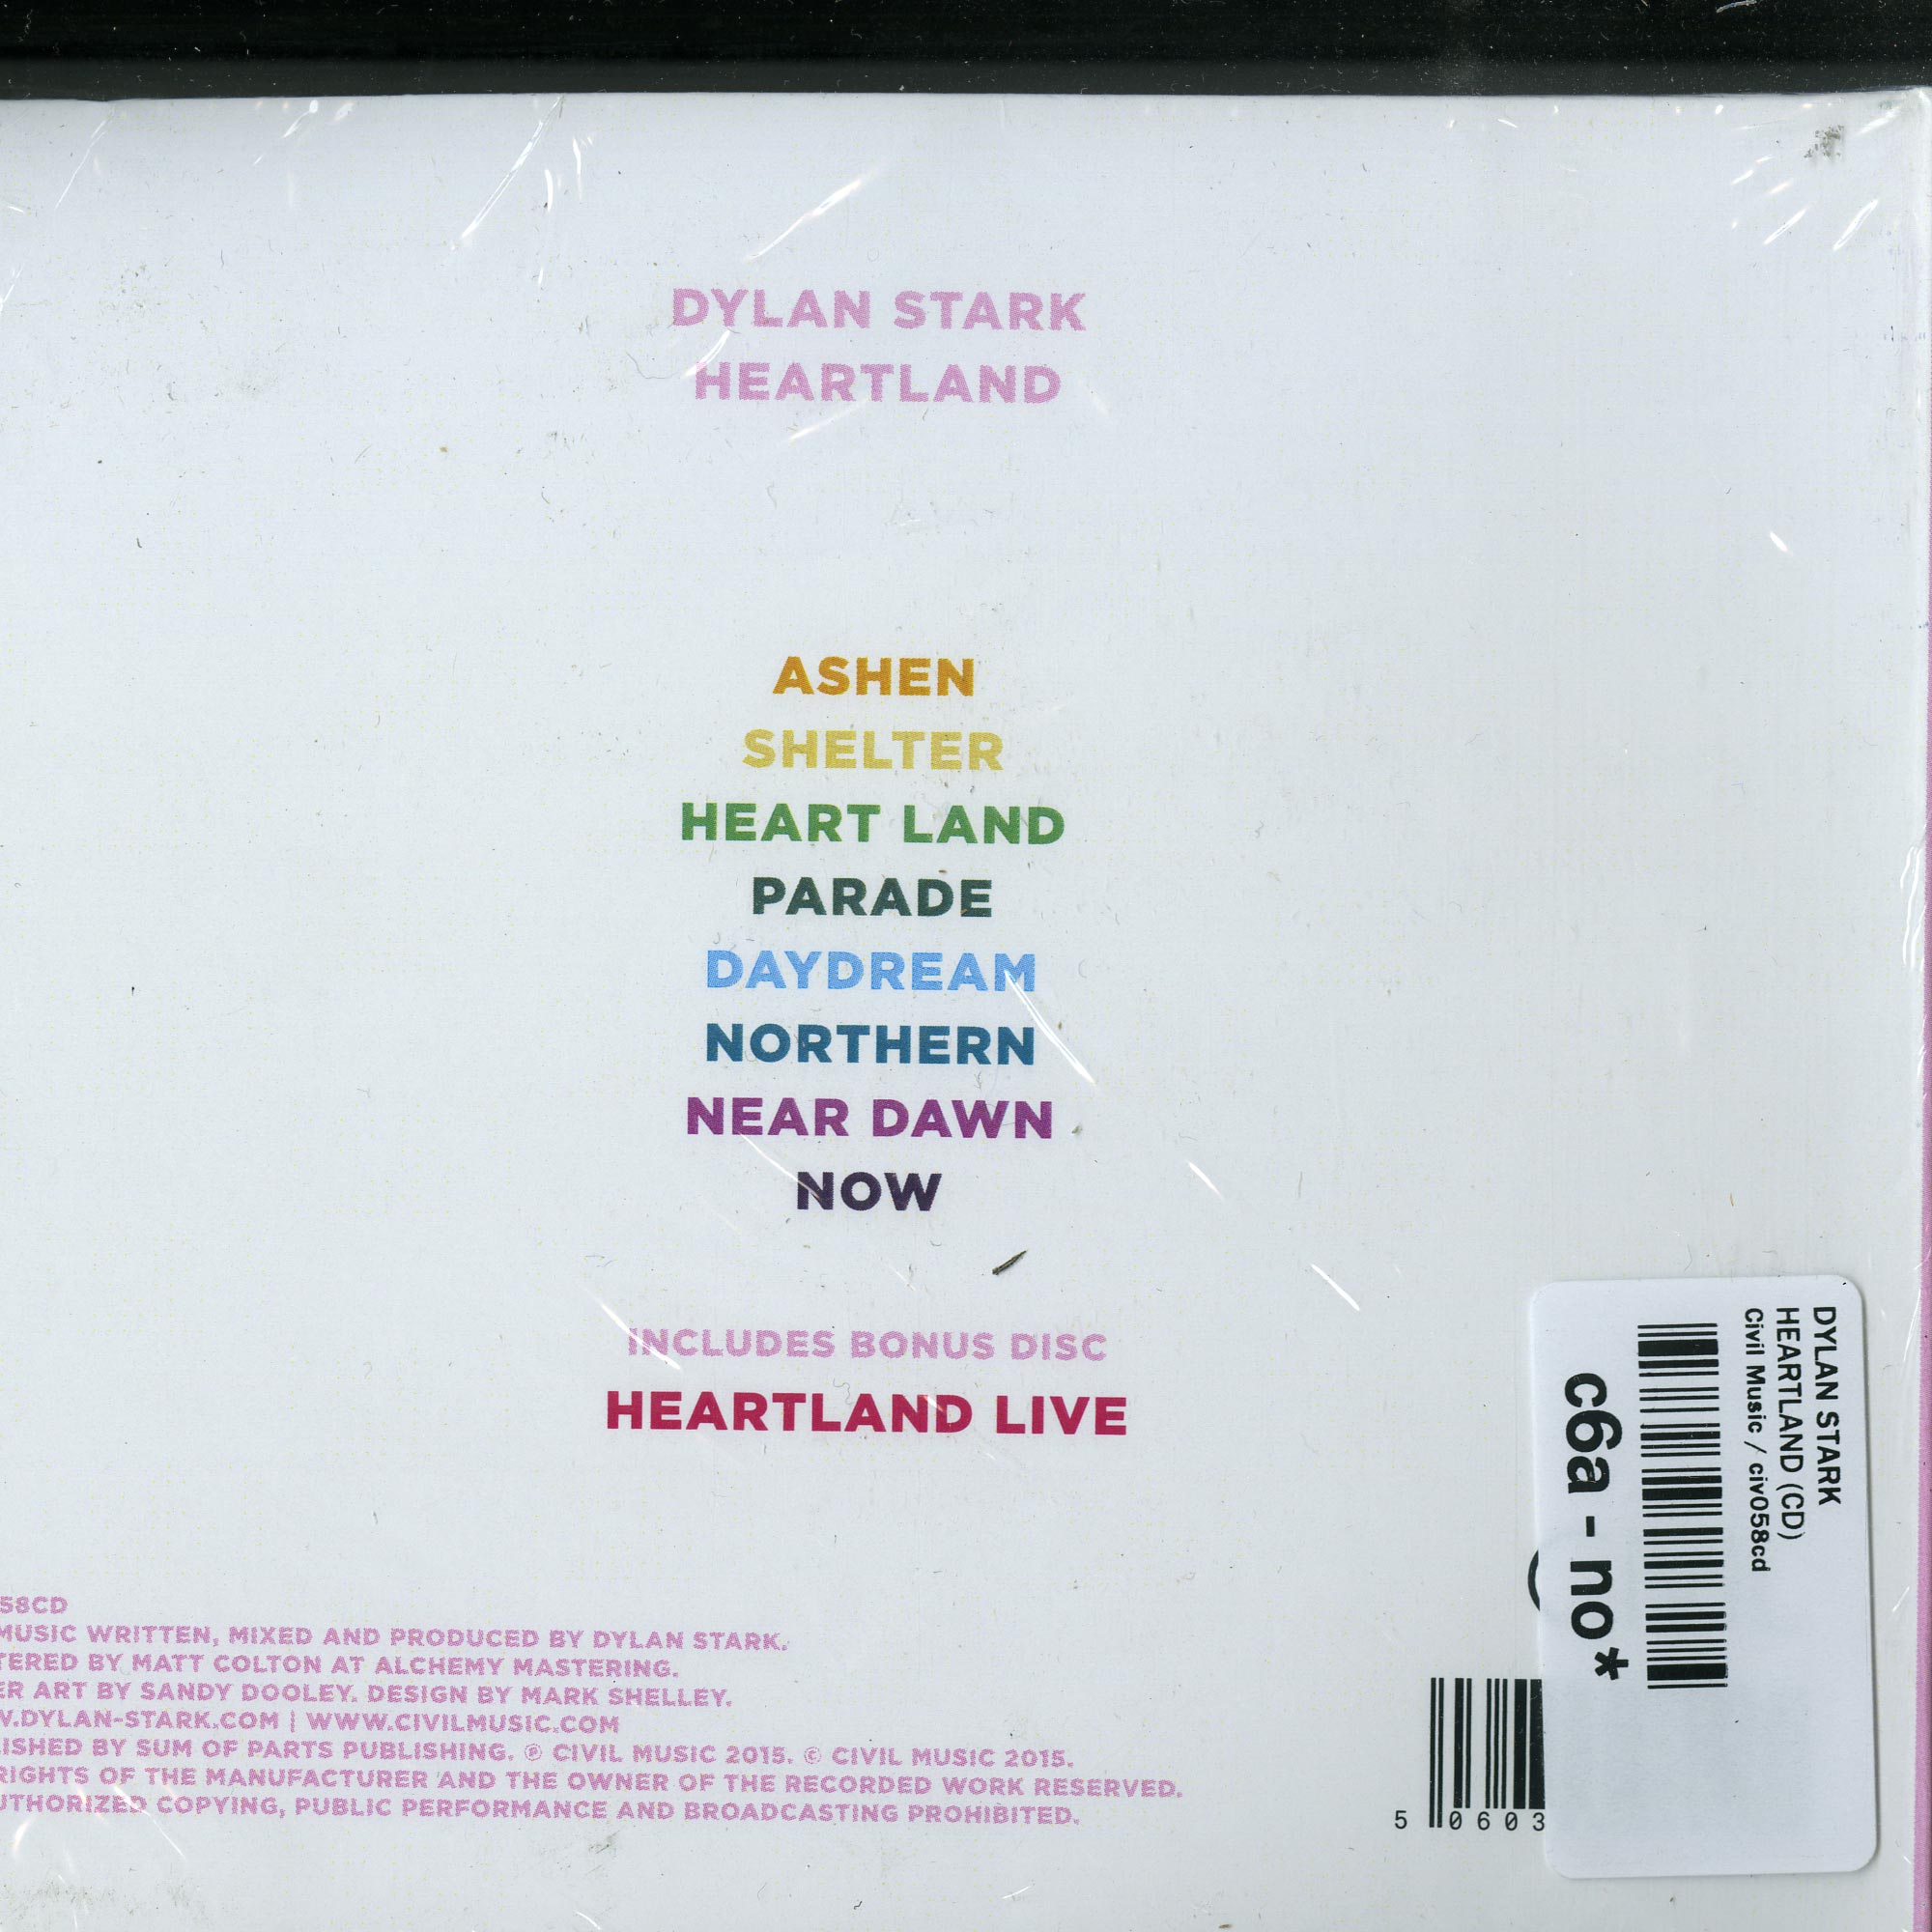 DYLAN STARK
HEARTLAND
ASHEN
SHELTER
HEART LAND
PARADE
DAYDREAM
NORTHERN
NEAR DAWN
NOW
INCLUDES BONUS DISC
HEARTLAND LIVE
58CD
MUSIC WRITTEN, MIXED AND PRODUCED BY DYLAN STARK.
TERED BY MATT COLTON AT ALCHEMY MASTERING.
ER ART BY SANDY DOOLEY. DESIGN BY MARK SHELLEY.
W.DYLAN-STARK.COM | WWW.CIVILMUSIC.COM
ISHED BY SUM OF PARTS PUBLISHING. ℗ CIVIL MUSIC 2015. © CIVIL MUSIC 2015.
RIGHTS OF THE MANUFACTURER AND THE OWNER OF THE RECORDED WORK RESERVED.
UTHORIZED COPYING, PUBLIC PERFORMANCE AND BROADCASTING PROHIBITED.
5 0603
DYLAN STARK
HEARTLAND (CD)
Civil Music / civ058cd
c6a - no*